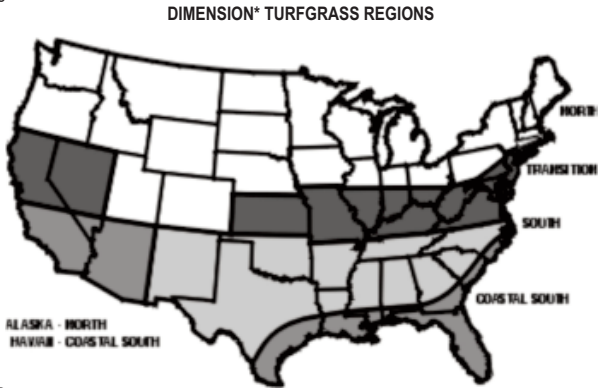 DIMENSION* TURFGRASS REGIONS
NORTH
TRANSITION
SOUTH
COASTAL SOUTH
ALASKA - NORTH
HAWAII - COASTAL SOUTH